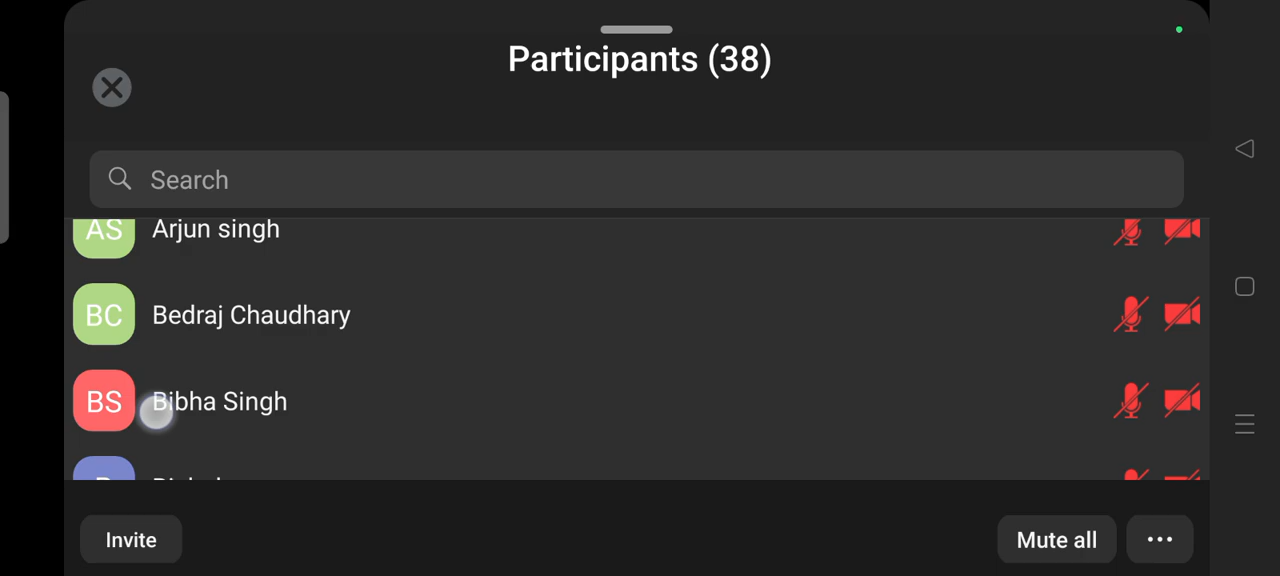 Participants (38)
Search
AS Arjun singh
BC Bedraj Chaudhary
BS Bibha Singh
Invite
Mute all